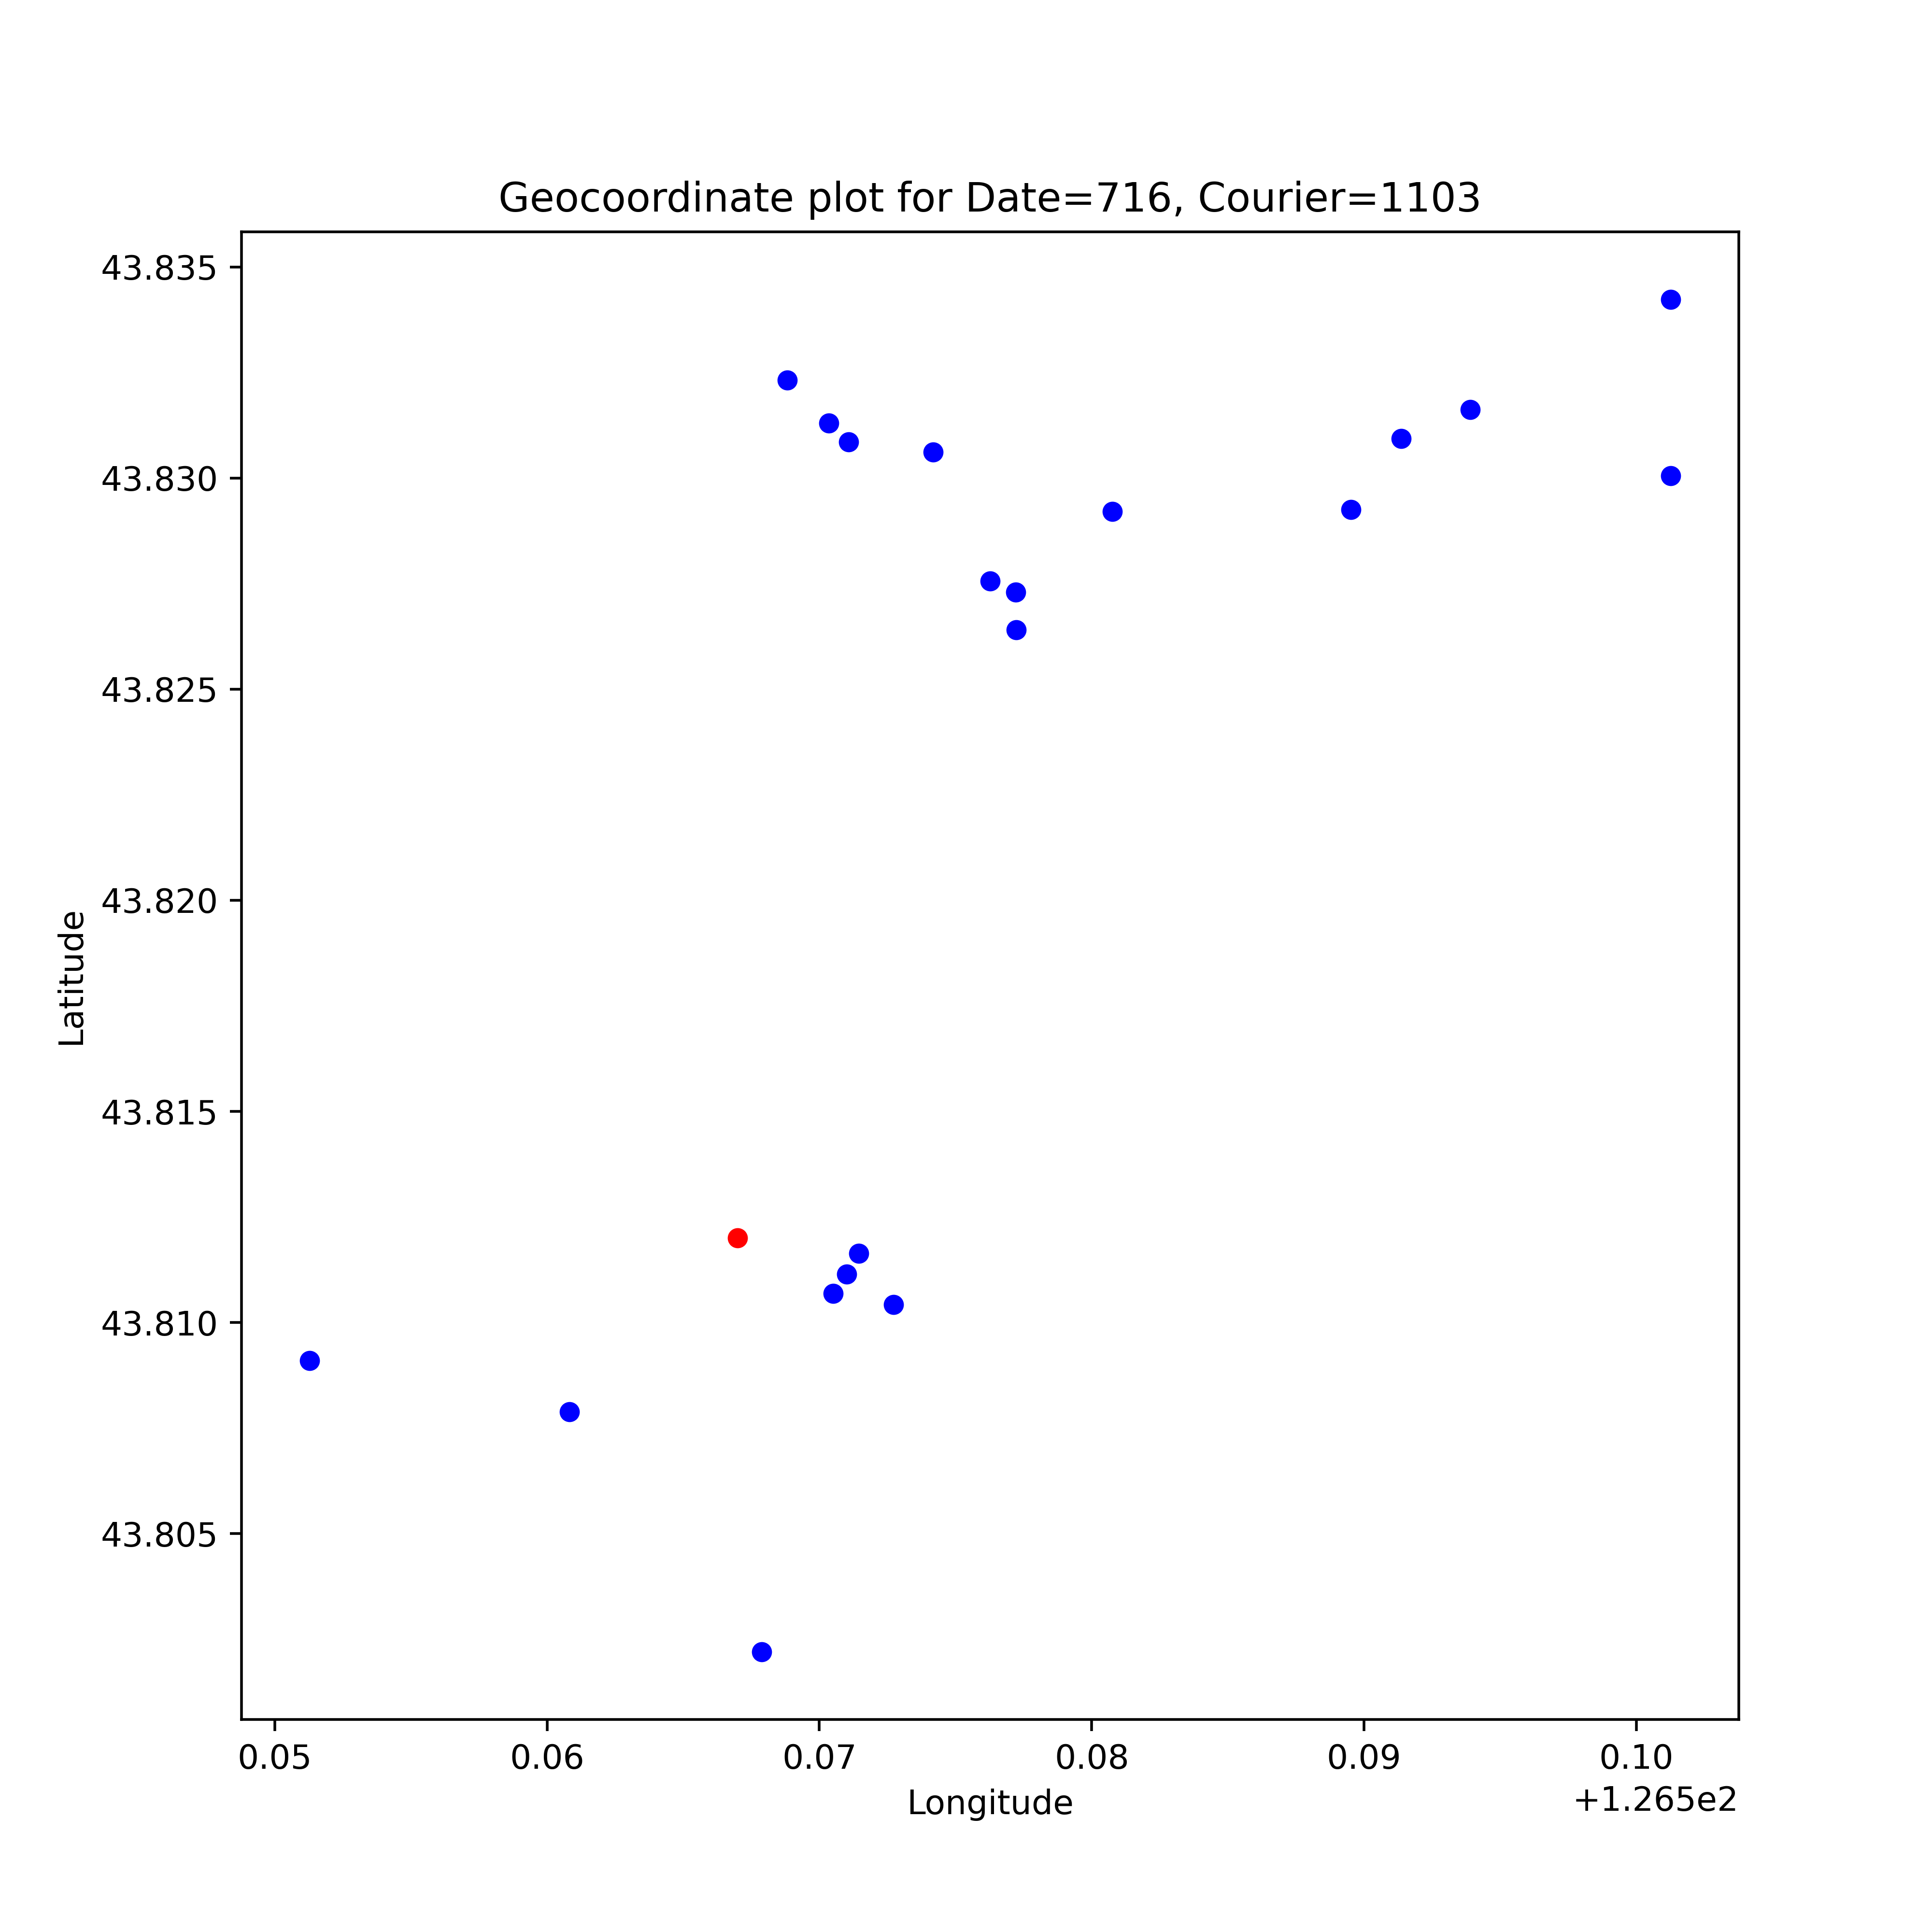 Geocoordinate plot for Date=716, Courier=1103
43.835
43.830
43.825
43.820
43.815
43.810
43.805
Latitude
0.05 0.06 0.07 0.08 0.09 0.10
Longitude
+1.265e2